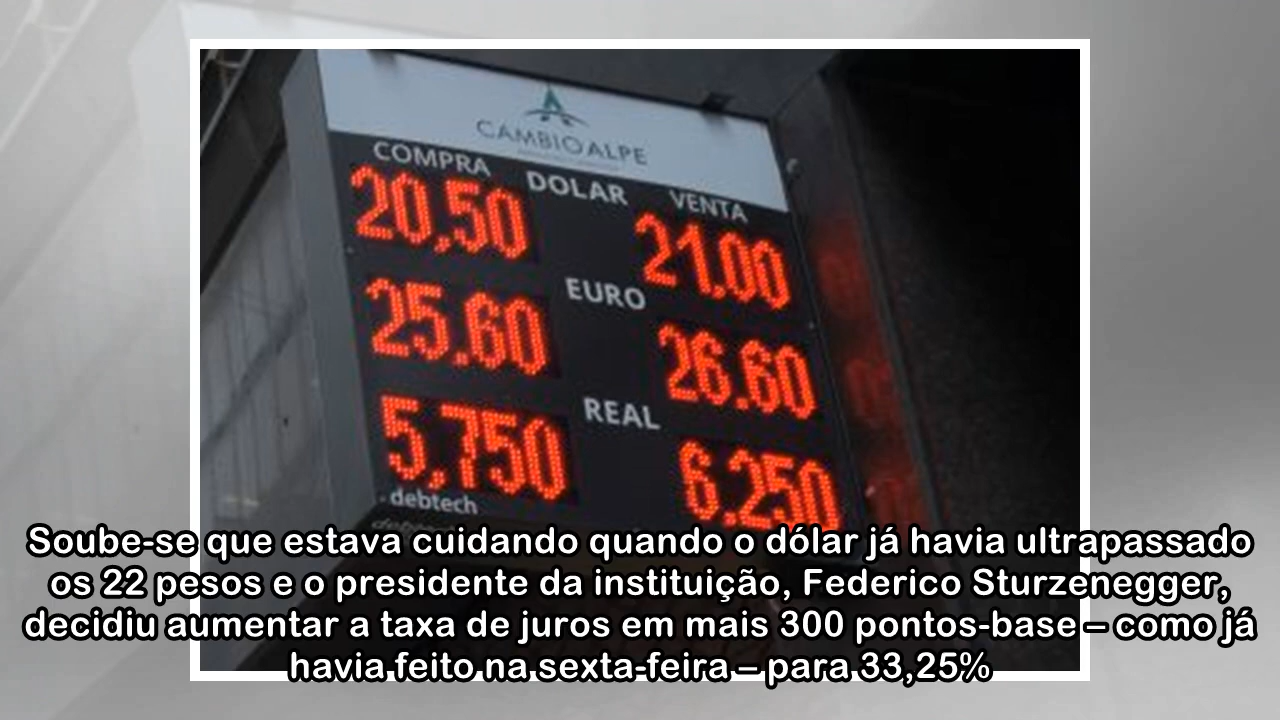 CAMBIO ALPE
COMPRA DOLAR VENTA
20,50 21.00
EURO
25.60 26.60
REAL
5,750 6.250
debtech
Soube-se que estava cuidando quando o dólar já havia ultrapassado
os 22 pesos e o presidente da instituição, Federico Sturzenegger,
decidiu aumentar a taxa de juros em mais 300 pontos-base – como já
havia feito na sexta-feira – para 33,25%